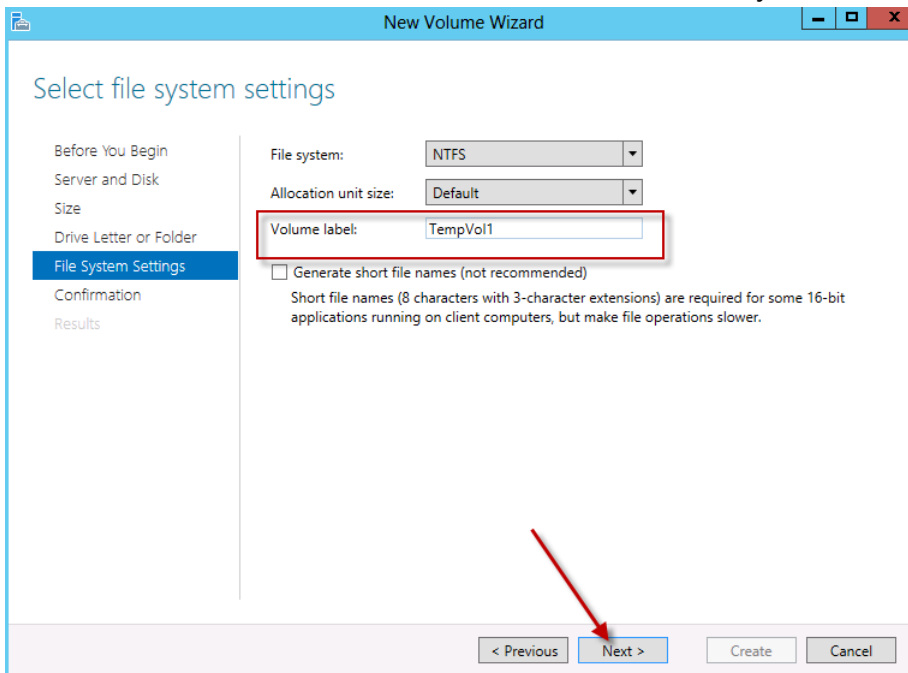 New Volume Wizard
Select file system settings
Before You Begin
Server and Disk
Size
Drive Letter or Folder
File System Settings
Confirmation
Results
File system: NTFS
Allocation unit size: Default
Volume label: TempVol1
Generate short file names (not recommended)
Short file names (8 characters with 3-character extensions) are required for some 16-bit
applications running on client computers, but make file operations slower.
< Previous Next > Create Cancel